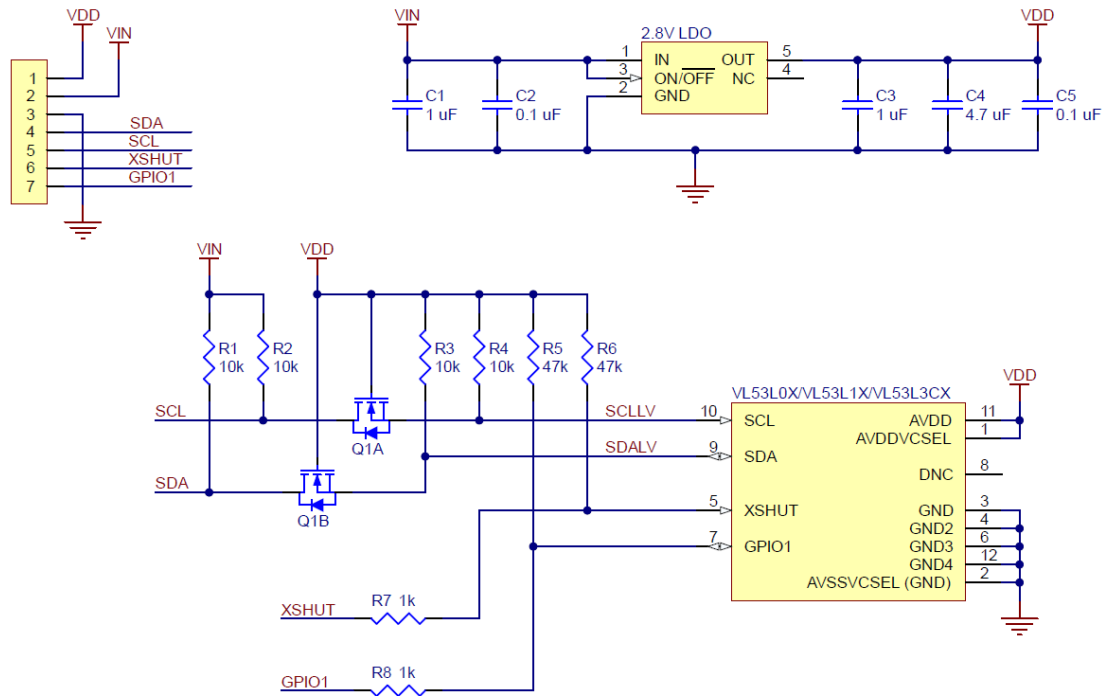 VDD
VIN
1
2
3
4 SDA
5 SCL
6 XSHUT
7 GPIO1
VIN
VDD
2.8V LDO
1 IN OUT 5
3 ON/OFF NC 4
2 GND
C1
1 uF
C2
0.1 uF
C3
1 uF
C4
4.7 uF
C5
0.1 uF
VIN
VDD
R1
10k
R2
10k
R3
10k
R4
10k
R5
47k
R6
47k
SCL
Q1A
SCLLV
SDALV
SDA
Q1B
VL53L0X/VL53L1X/VL53L3CX
VDD
10 SCL AVDD 11
AVDDVCSEL 1
9 SDA
DNC 8
5 XSHUT GND 3
GND2 4
7 GPIO1 GND3 6
GND4 12
AVSSVCSEL (GND) 2
XSHUT R7 1k
GPIO1 R8 1k